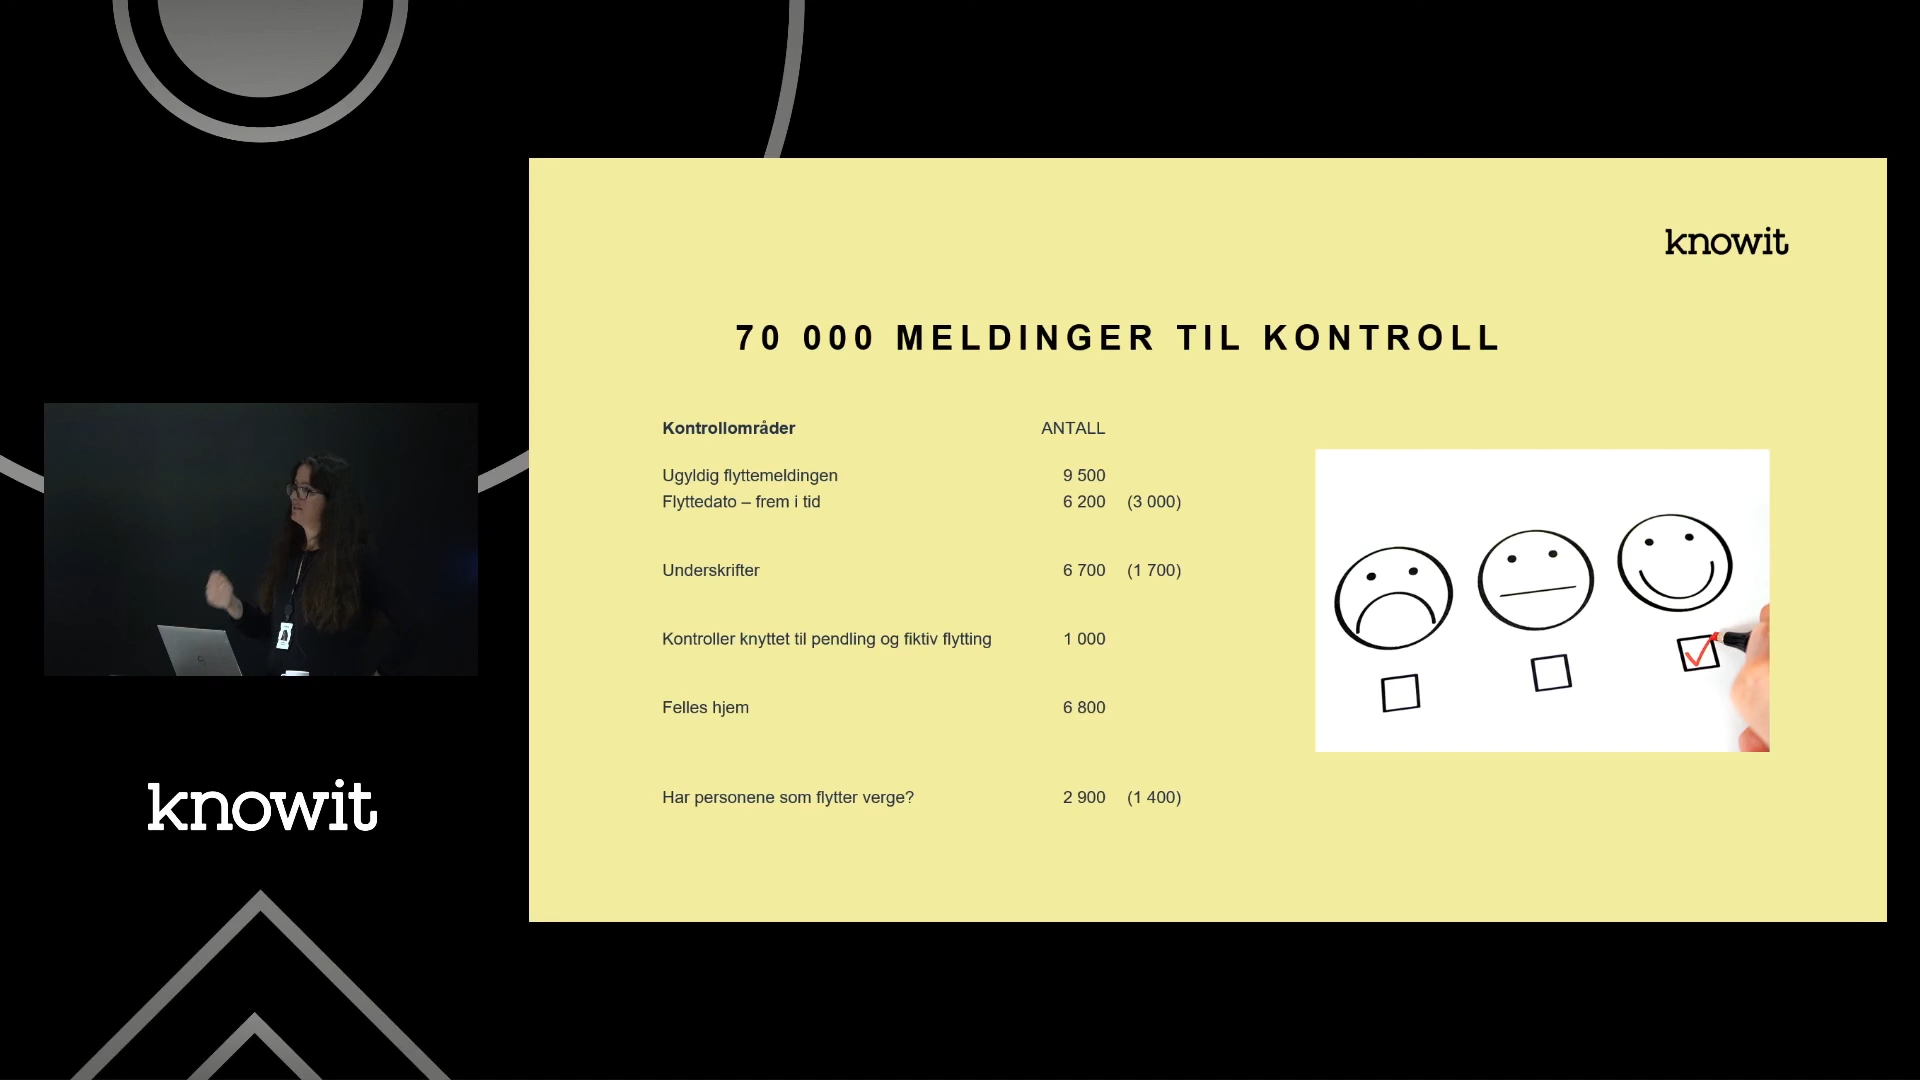 knowit
70 000 MELDINGER TIL KONTROLL
Kontrollområder ANTALL
Ugyldig flyttemeldingen 9 500
Flyttedato – frem i tid 6 200 (3 000)
Underskrifter 6 700 (1 700)
Kontroller knyttet til pendling og fiktiv flytting 1 000
Felles hjem 6 800
Har personene som flytter verge? 2 900 (1 400)
knowit